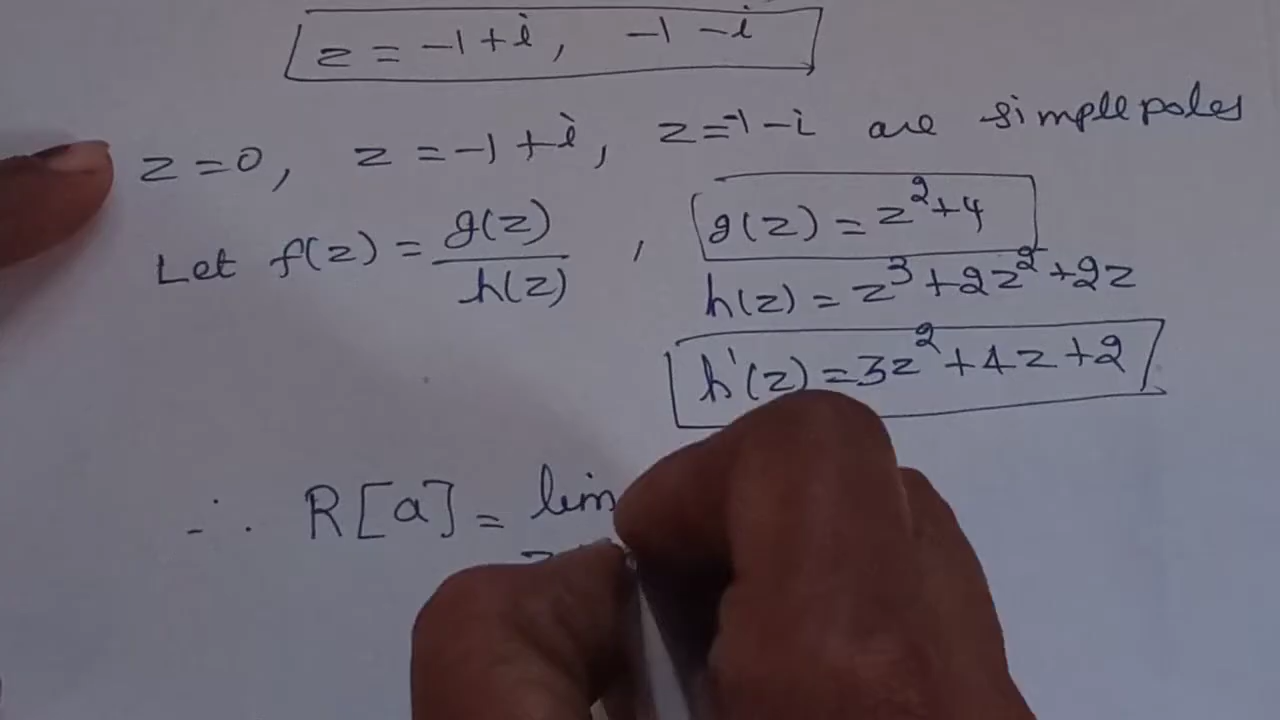 z = -1+i, -1-i
z=0, z=-1+i, z=-1-i are simple poles
Let f(z) = g(z)/h(z) , g(z) = z²+4
h(z) = z³+2z²+2z
h'(z) = 3z²+4z+2
∴ R[a] = lim